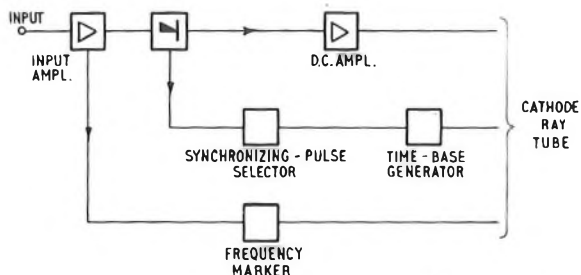 INPUT
INPUT
AMPL.
D.C. AMPL.
SYNCHRONIZING - PULSE
SELECTOR
TIME - BASE
GENERATOR
CATHODE
RAY
TUBE
FREQUENCY
MARKER